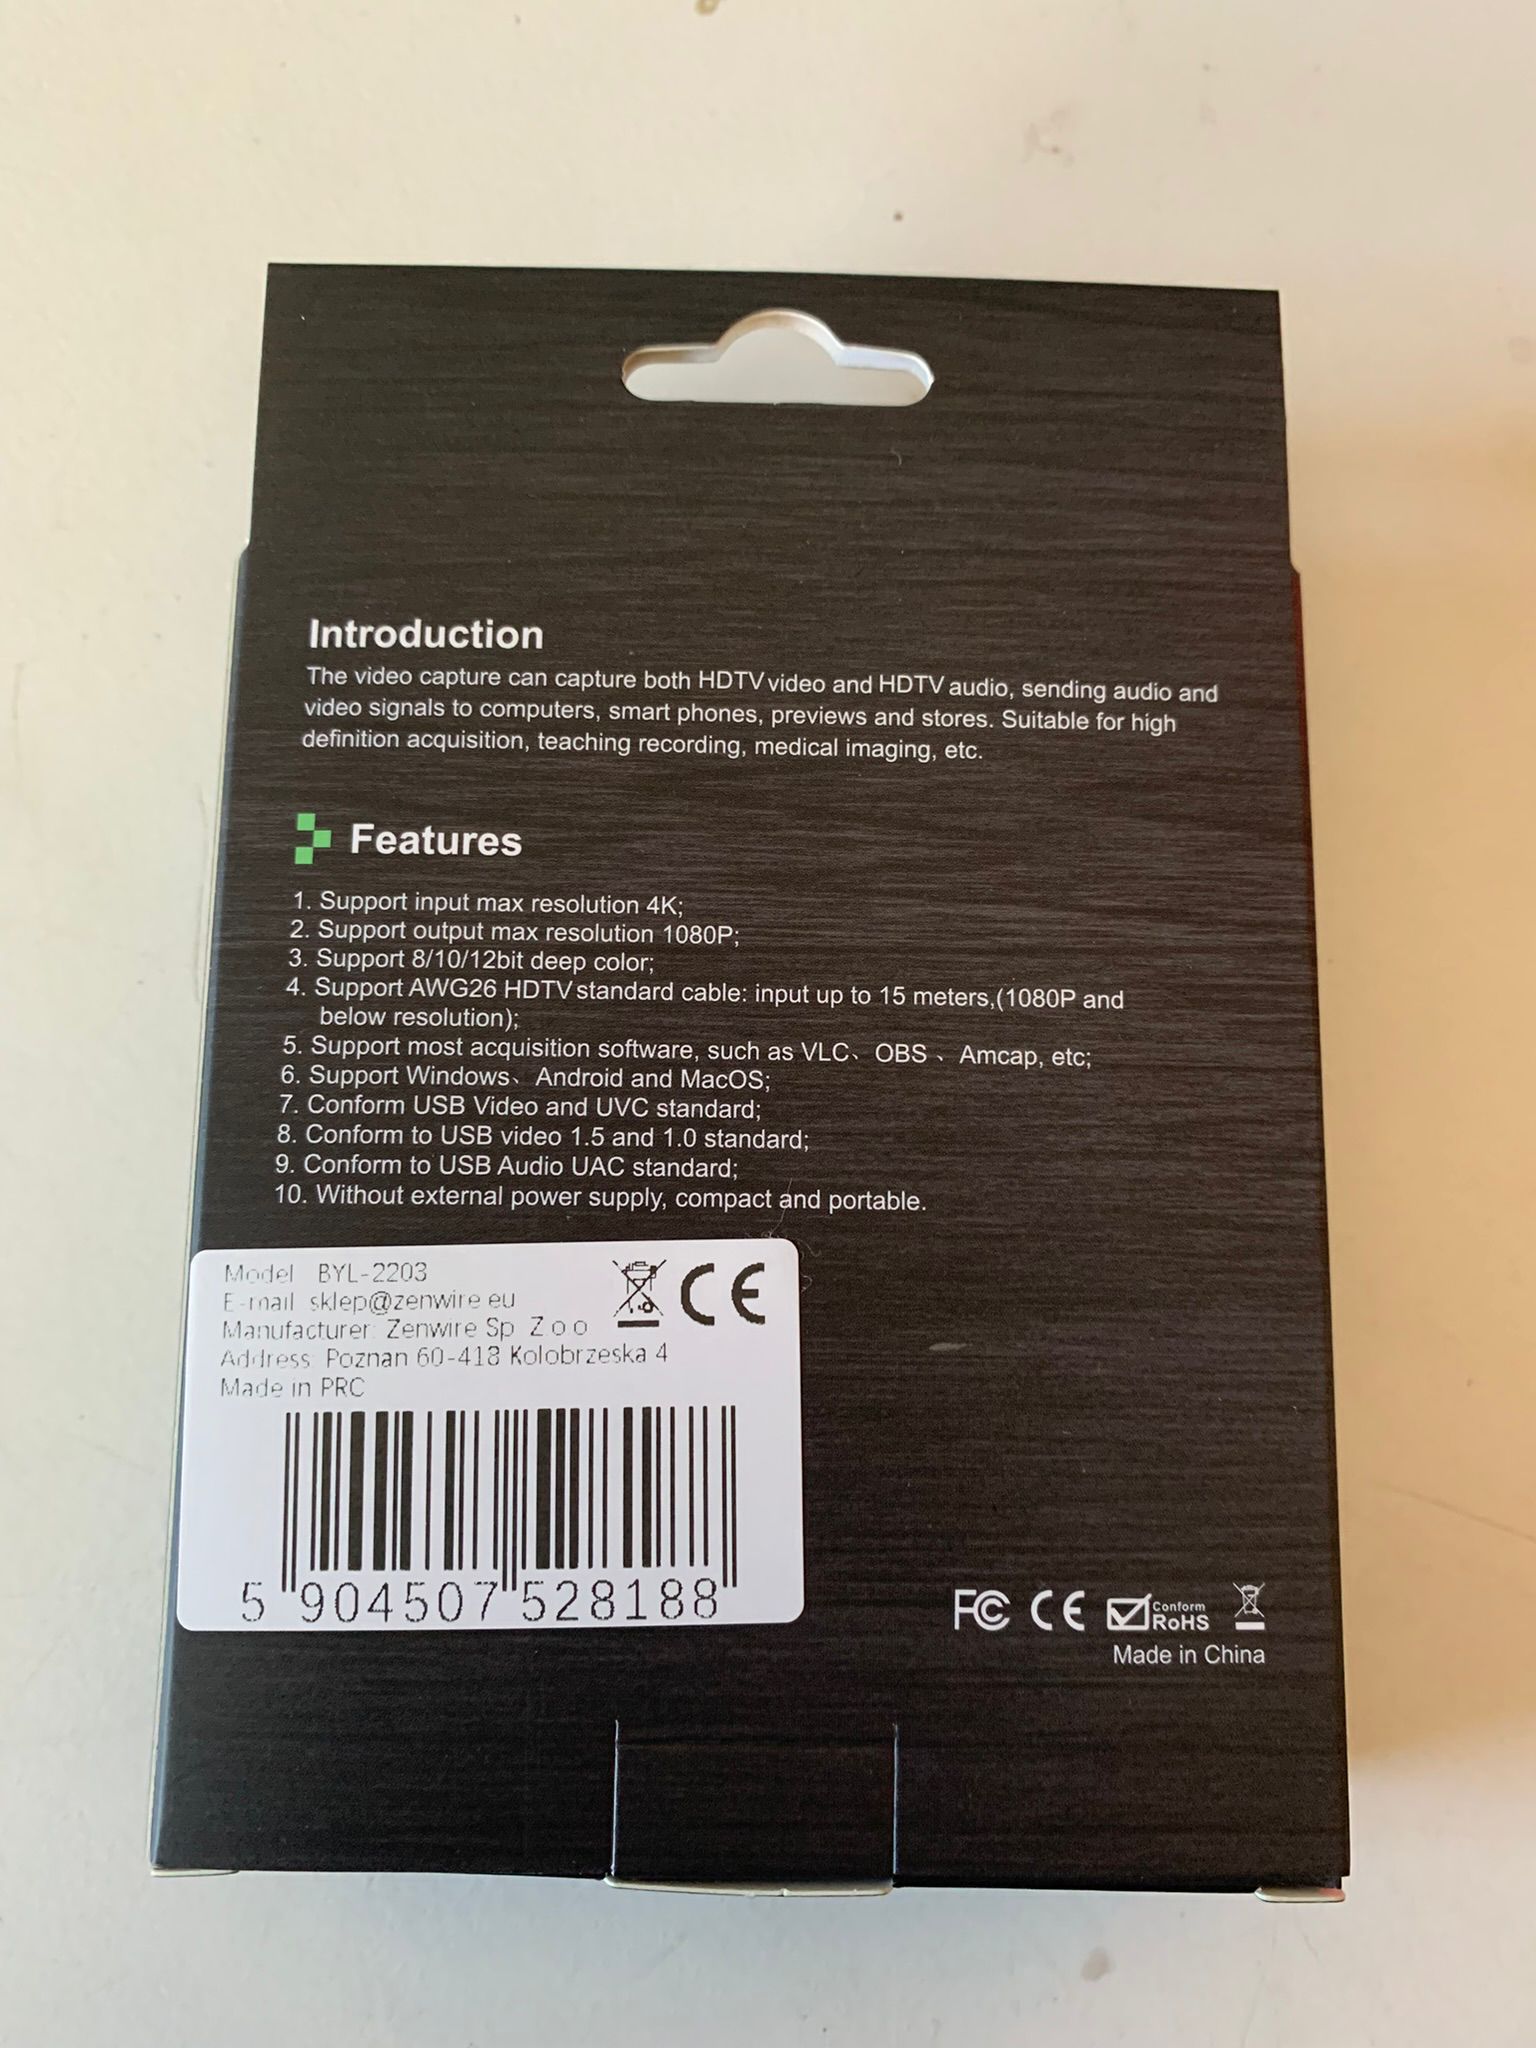 Introduction
The video capture can capture both HDTV video and HDTV audio, sending audio and
video signals to computers, smart phones, previews and stores. Suitable for high
definition acquisition, teaching recording, medical imaging, etc.
Features
1. Support input max resolution 4K;
2. Support output max resolution 1080P;
3. Support 8/10/12bit deep color;
4. Support AWG26 HDTV standard cable: input up to 15 meters,(1080P and
below resolution);
5. Support most acquisition software, such as VLC、OBS 、Amcap, etc;
6. Support Windows、Android and MacOS;
7. Conform USB Video and UVC standard;
8. Conform to USB video 1.5 and 1.0 standard;
9. Conform to USB Audio UAC standard;
10. Without external power supply, compact and portable.
Model BYL-2203
E-mail sklep@zenwire.eu
Manufacturer: Zenwire Sp Z.o.o
Address: Poznan 60-418 Kolobrzeska 4
Made in PRC
CE
5 904507 528188
FC CE Conform RoHS
Made in China